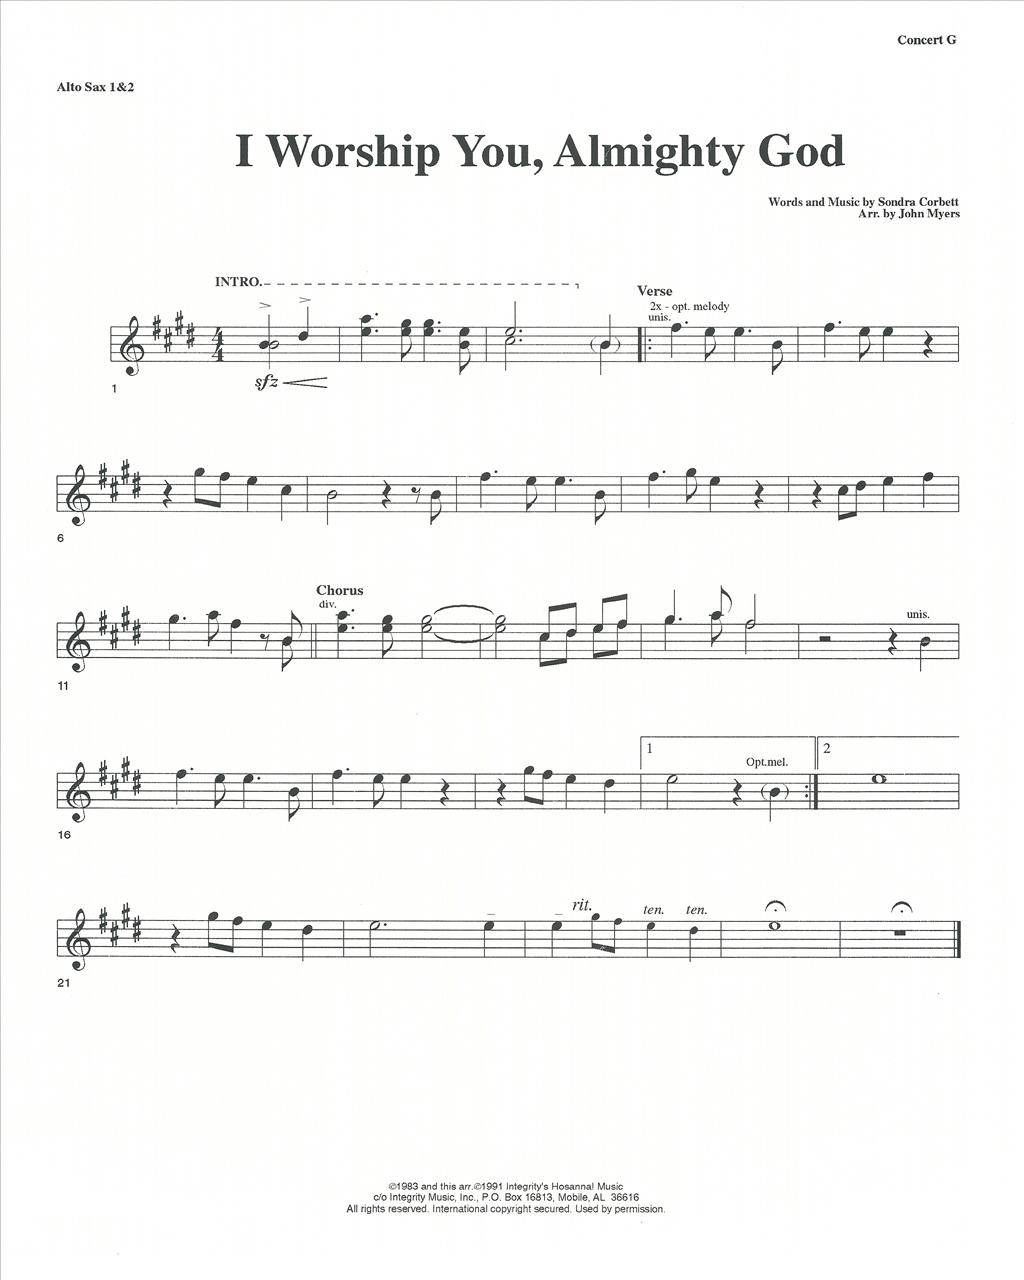 Concert G
Alto Sax 1&2
I Worship You, Almighty God
Words and Music by Sondra Corbett
Arr. by John Myers
INTRO.
Verse
2x - opt. melody
unis.
4
4
sfz
1
6
Chorus
div.
unis.
11
1
Opt.mel.
2
16
rit.
ten. ten.
21
©1983 and this arr.©1991 Integrity's Hosanna! Music
c/o Integrity Music, Inc., P.O. Box 16813, Mobile, AL 36616
All rights reserved. International copyright secured. Used by permission.